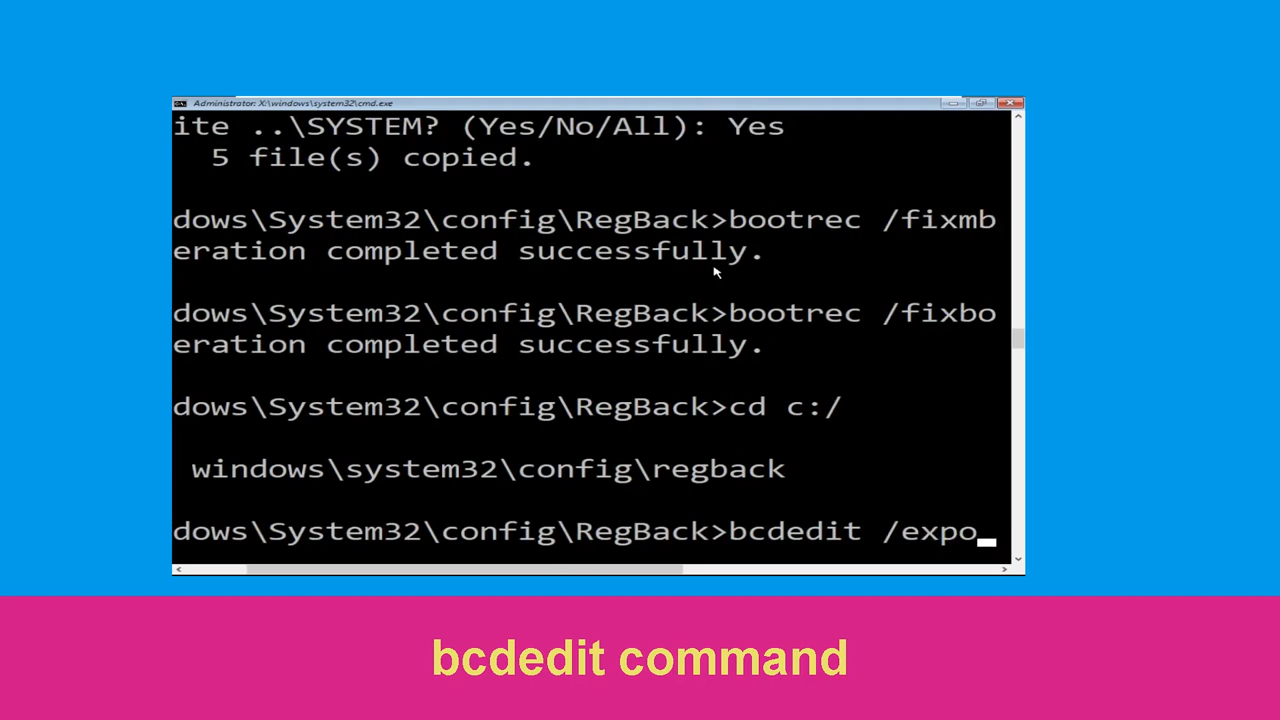 Administrator: X:\windows\system32\cmd.exe
ite ..\SYSTEM? (Yes/No/All): Yes
5 file(s) copied.
dows\System32\config\RegBack>bootrec /fixmb
eration completed successfully.
dows\System32\config\RegBack>bootrec /fixbo
eration completed successfully.
dows\System32\config\RegBack>cd c:/
windows\system32\config\regback
dows\System32\config\RegBack>bcdedit /expo
bcdedit command